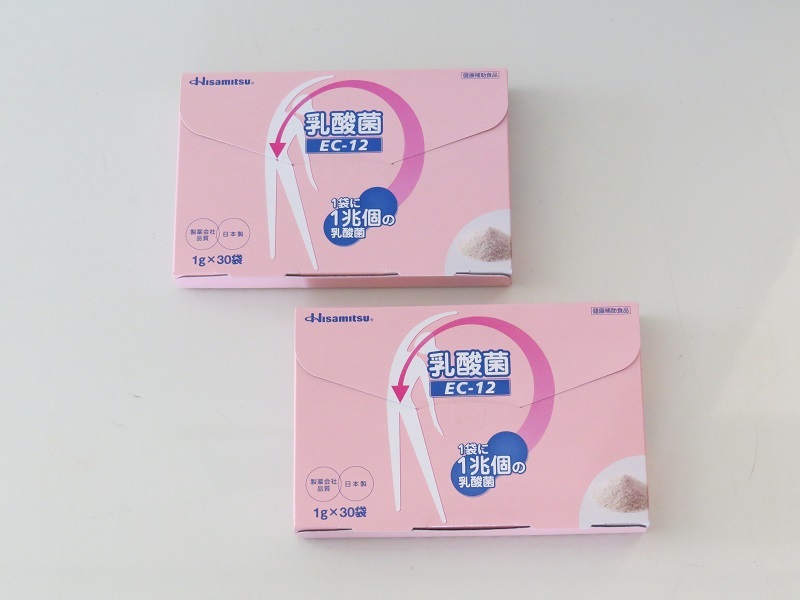 Hisamitsu®
健康補助食品
乳酸菌
EC-12
1袋に
1兆個の
乳酸菌
製薬会社
品質
日本製
1g×30袋
Hisamitsu®
健康補助食品
乳酸菌
EC-12
1袋に
1兆個の
乳酸菌
製薬会社
品質
日本製
1g×30袋